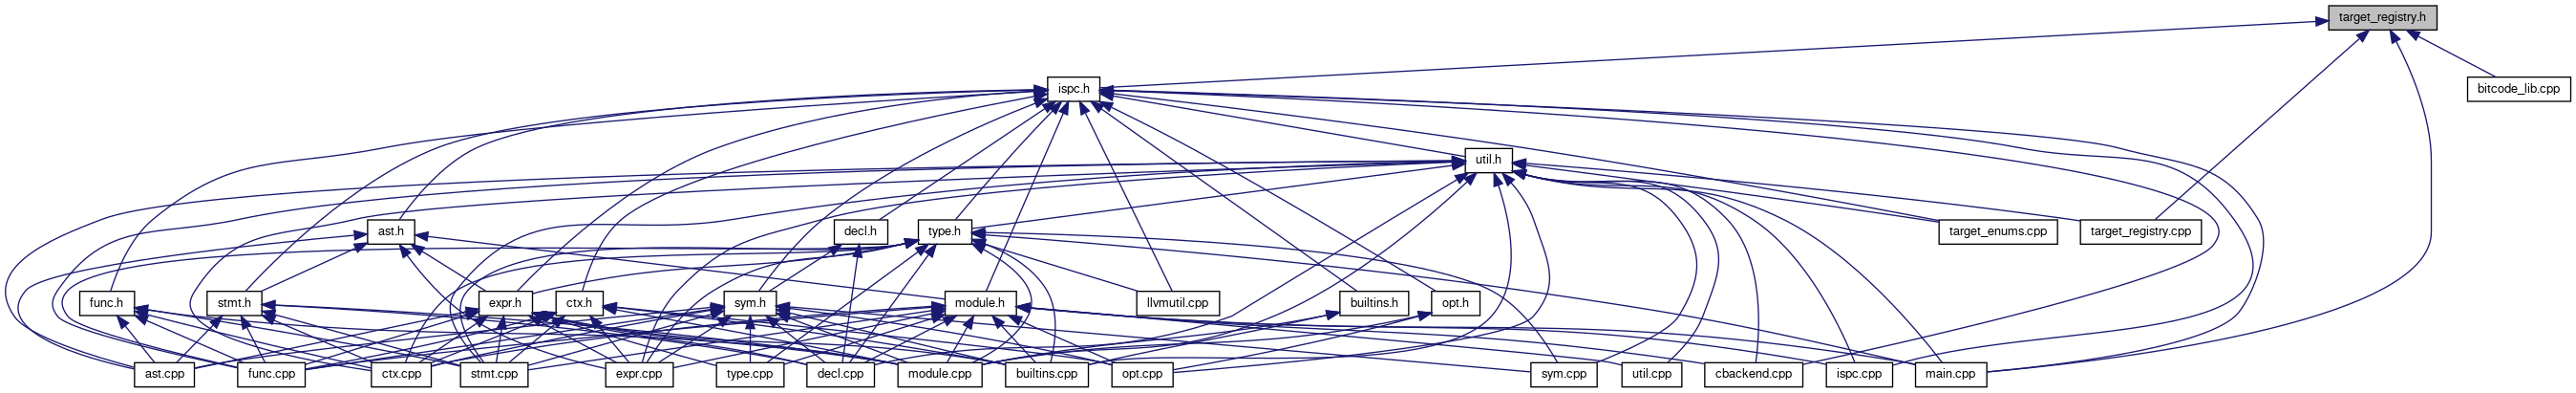 target_registry.h
ispc.h
bitcode_lib.cpp
util.h
ast.h
decl.h
type.h
target_enums.cpp
target_registry.cpp
func.h
stmt.h
expr.h
ctx.h
sym.h
module.h
llvmutil.cpp
builtins.h
opt.h
ast.cpp
func.cpp
ctx.cpp
stmt.cpp
expr.cpp
type.cpp
decl.cpp
module.cpp
builtins.cpp
opt.cpp
sym.cpp
util.cpp
cbackend.cpp
ispc.cpp
main.cpp